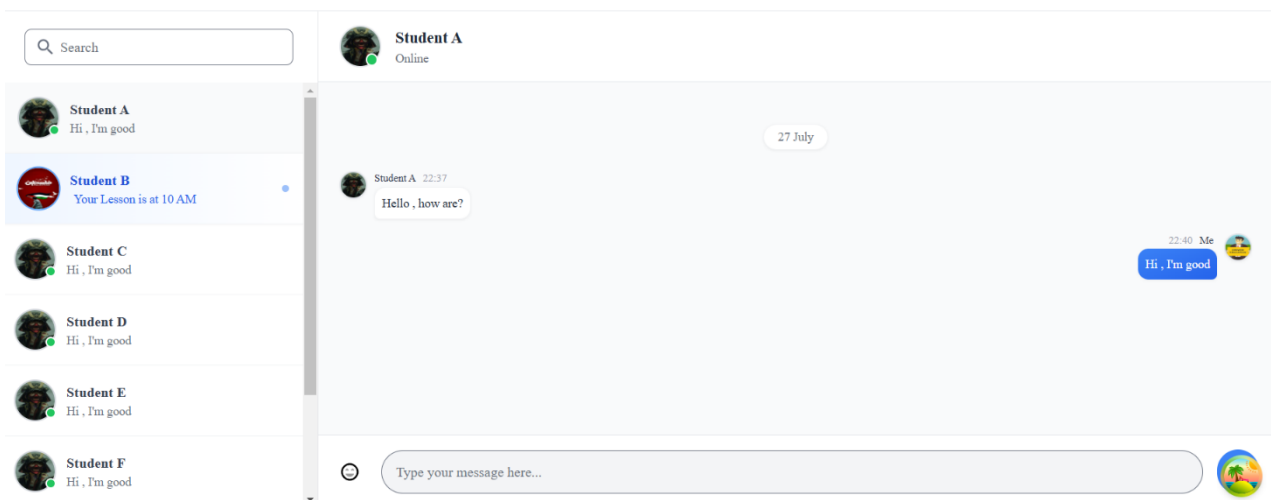 Search
Student A
Hi , I'm good
Student B
Your Lesson is at 10 AM
Student C
Hi , I'm good
Student D
Hi , I'm good
Student E
Hi , I'm good
Student F
Hi , I'm good
Student A
Online
27 July
Student A 22:37
Hello , how are?
22:40 Me
Hi , I'm good
Type your message here...